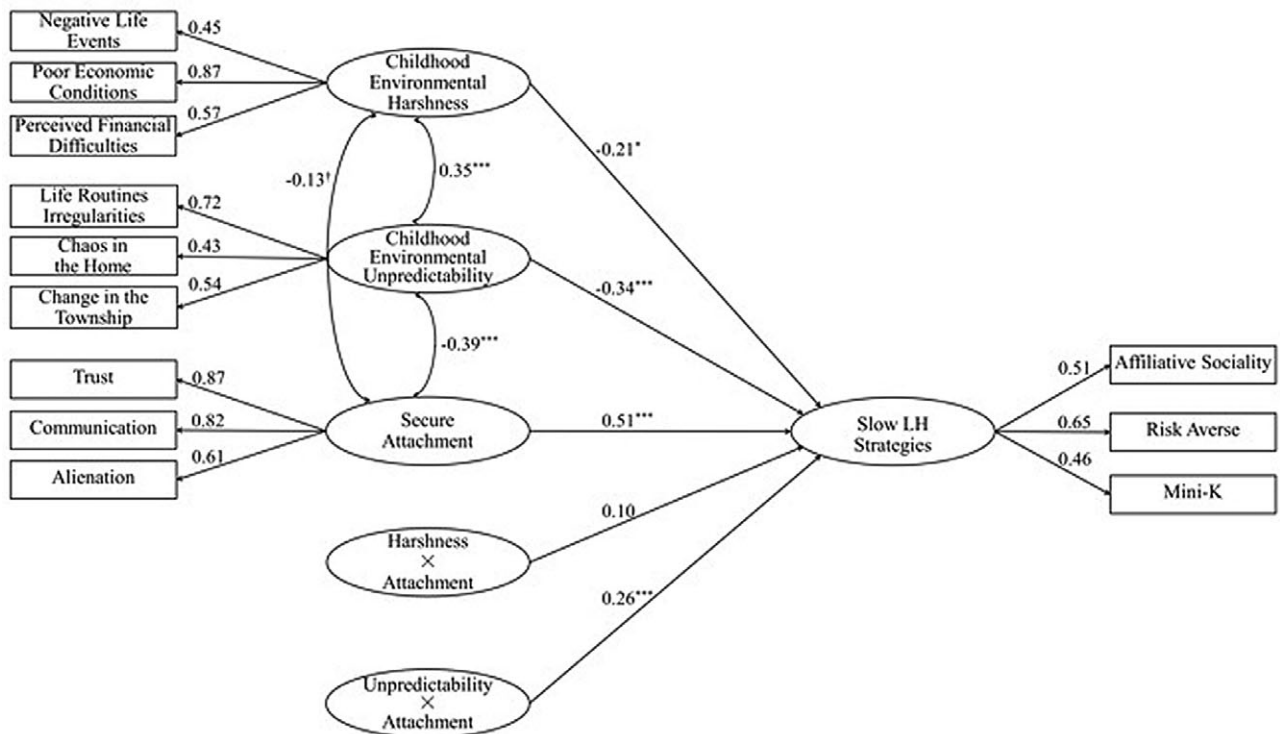 Negative Life
Events
0.45
Poor Economic
Conditions
0.87
Perceived Financial
Difficulties
0.57
Childhood
Environmental
Harshness
-0.21*
-0.13†
0.35***
Life Routines
Irregularities
0.72
Chaos in
the Home
0.43
Change in the
Township
0.54
Childhood
Environmental
Unpredictability
-0.34***
-0.39***
Trust
0.87
Communication
0.82
Alienation
0.61
Secure
Attachment
0.51***
Slow LH
Strategies
0.51
Affiliative Sociality
0.65
Risk Averse
0.46
Mini-K
Harshness
×
Attachment
0.10
Unpredictability
×
Attachment
0.26***